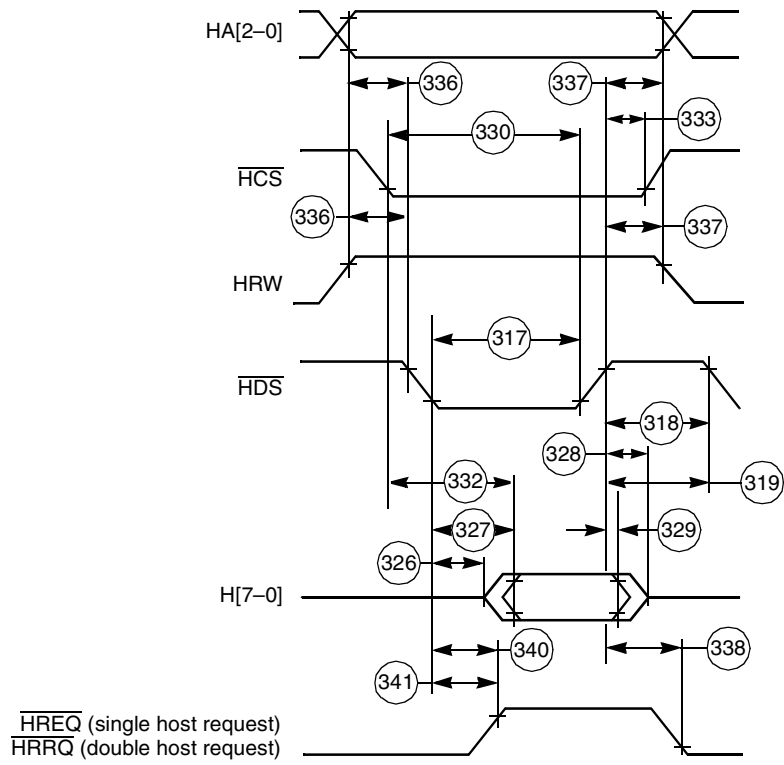 HA[2–0]
336
337
333
330
HCS
336
337
HRW
317
HDS
318
328
332
319
327
329
326
H[7–0]
340
338
341
HREQ (single host request)
HRRQ (double host request)